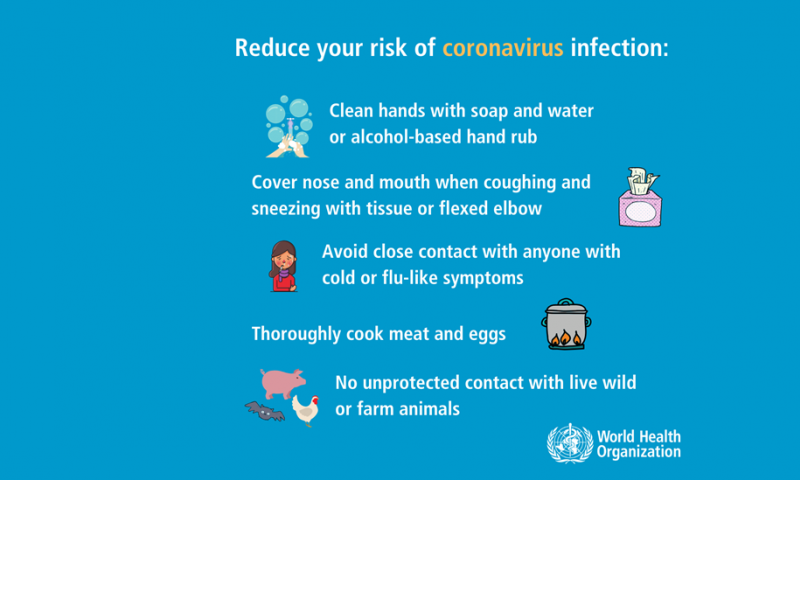 Reduce your risk of coronavirus infection:
Clean hands with soap and water
or alcohol-based hand rub
Cover nose and mouth when coughing and
sneezing with tissue or flexed elbow
Avoid close contact with anyone with
cold or flu-like symptoms
Thoroughly cook meat and eggs
No unprotected contact with live wild
or farm animals
World Health
Organization